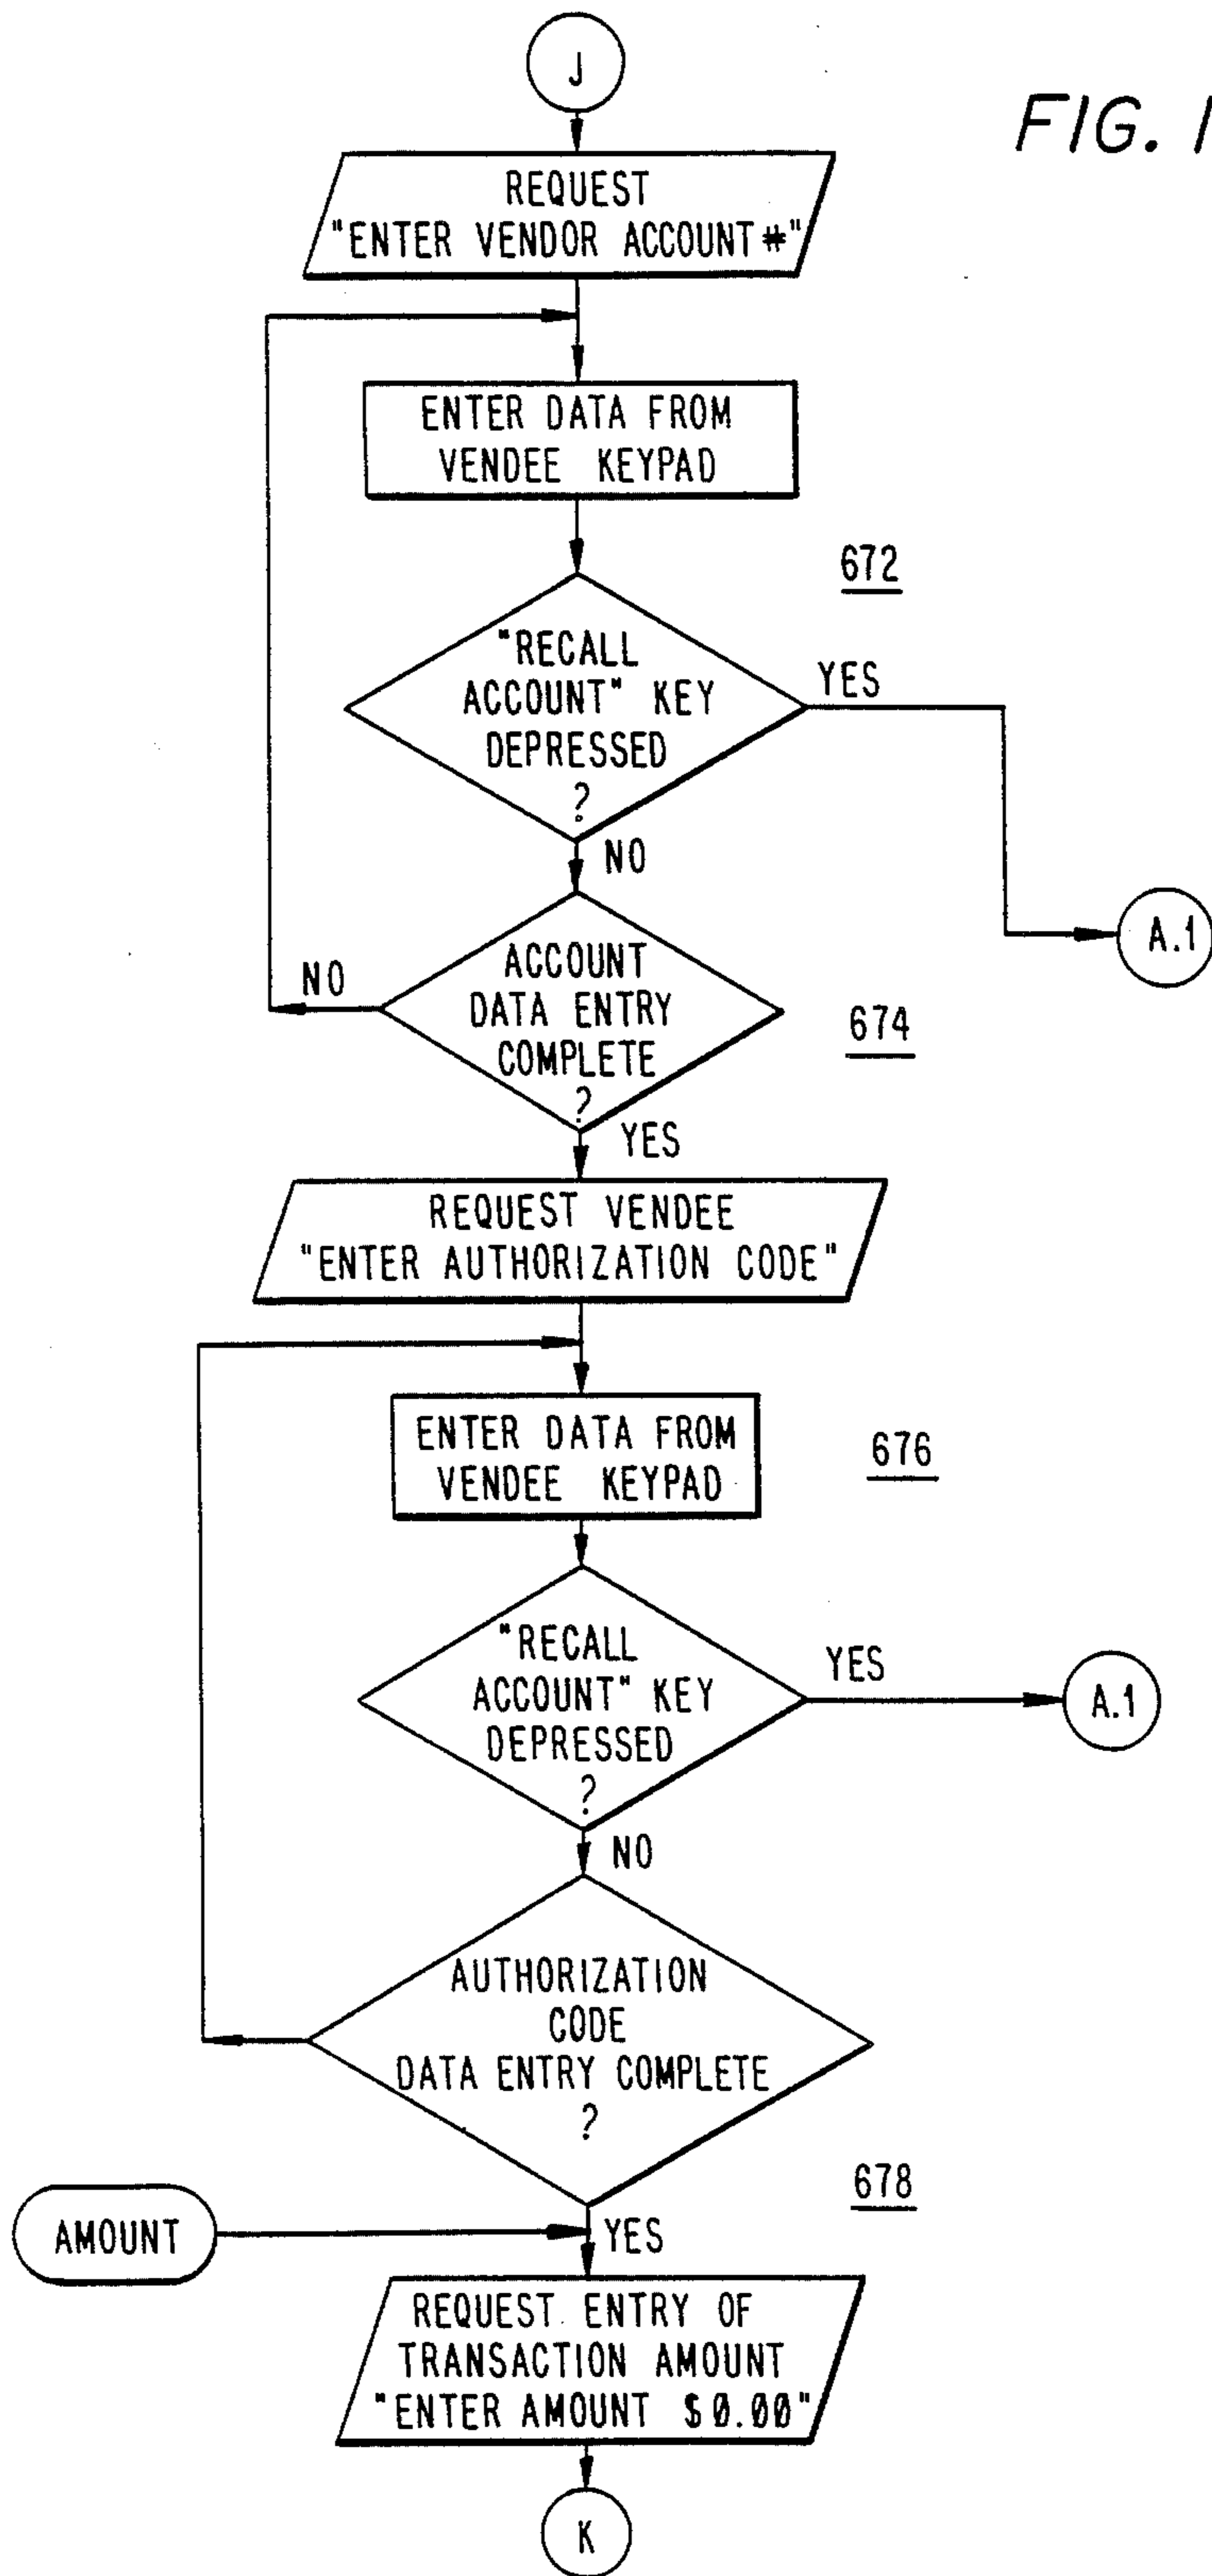 J
FIG. 1
REQUEST
"ENTER VENDOR ACCOUNT #"
ENTER DATA FROM
VENDEE KEYPAD
672
"RECALL
ACCOUNT" KEY
DEPRESSED
?
YES
NO
A.1
ACCOUNT
DATA ENTRY
COMPLETE
?
NO
674
YES
REQUEST VENDEE
"ENTER AUTHORIZATION CODE"
ENTER DATA FROM
VENDEE KEYPAD
676
"RECALL
ACCOUNT" KEY
DEPRESSED
?
YES
A.1
NO
AUTHORIZATION
CODE
DATA ENTRY COMPLETE
?
678
AMOUNT
YES
REQUEST ENTRY OF
TRANSACTION AMOUNT
"ENTER AMOUNT $0.00"
K